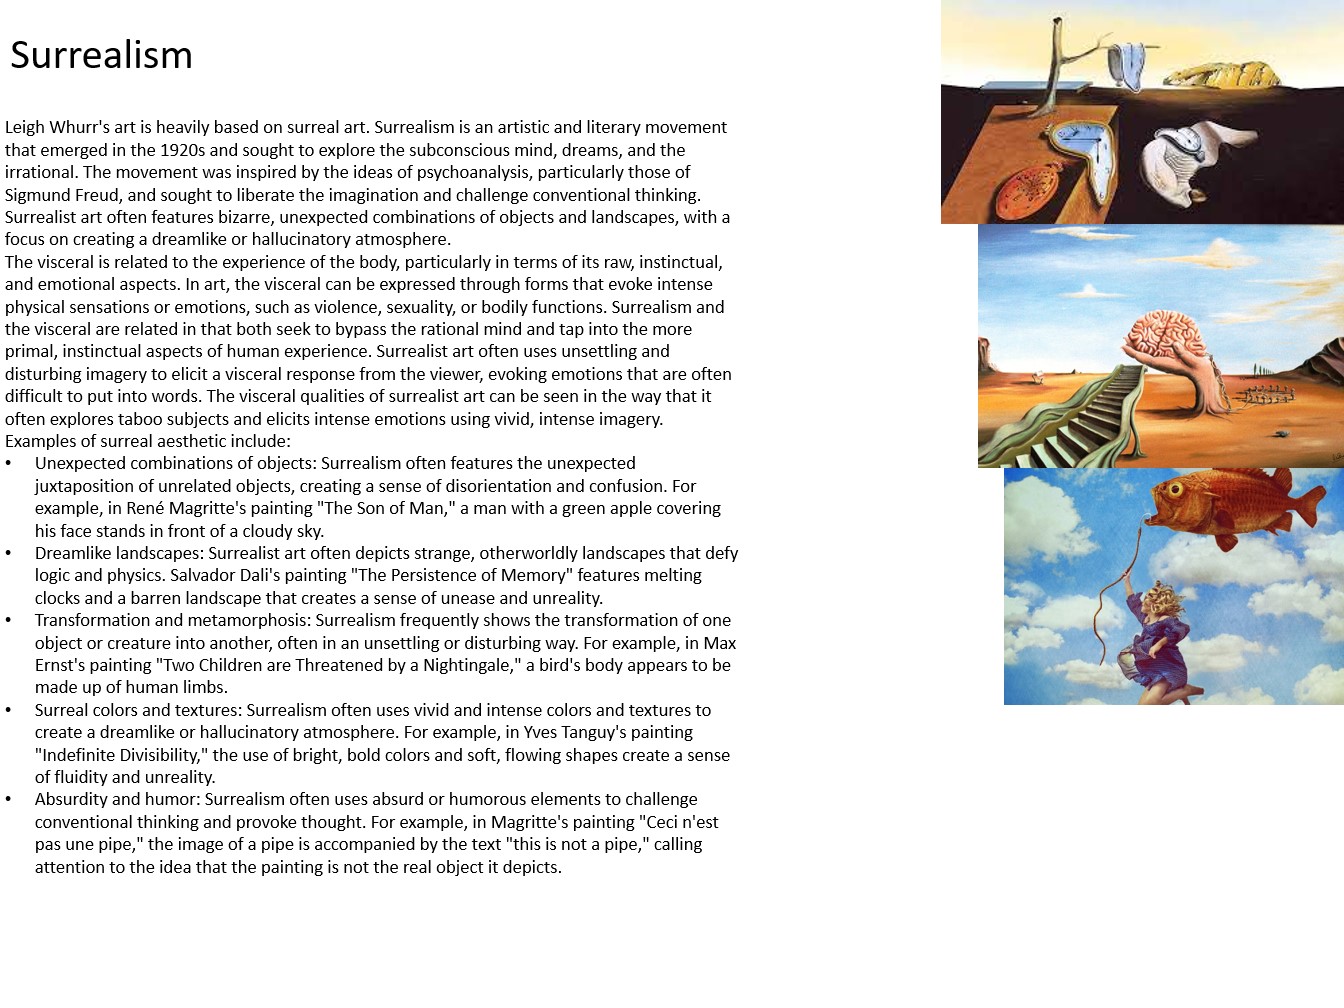 Surrealism
Leigh Whurr's art is heavily based on surreal art. Surrealism is an artistic and literary movement
that emerged in the 1920s and sought to explore the subconscious mind, dreams, and the
irrational. The movement was inspired by the ideas of psychoanalysis, particularly those of
Sigmund Freud, and sought to liberate the imagination and challenge conventional thinking.
Surrealist art often features bizarre, unexpected combinations of objects and landscapes, with a
focus on creating a dreamlike or hallucinatory atmosphere.
The visceral is related to the experience of the body, particularly in terms of its raw, instinctual,
and emotional aspects. In art, the visceral can be expressed through forms that evoke intense
physical sensations or emotions, such as violence, sexuality, or bodily functions. Surrealism and
the visceral are related in that both seek to bypass the rational mind and tap into the more
primal, instinctual aspects of human experience. Surrealist art often uses unsettling and
disturbing imagery to elicit a visceral response from the viewer, evoking emotions that are often
difficult to put into words. The visceral qualities of surrealist art can be seen in the way that it
often explores taboo subjects and elicits intense emotions using vivid, intense imagery.
Examples of surreal aesthetic include:
• Unexpected combinations of objects: Surrealism often features the unexpected
juxtaposition of unrelated objects, creating a sense of disorientation and confusion. For
example, in René Magritte's painting "The Son of Man," a man with a green apple covering
his face stands in front of a cloudy sky.
• Dreamlike landscapes: Surrealist art often depicts strange, otherworldly landscapes that defy
logic and physics. Salvador Dali's painting "The Persistence of Memory" features melting
clocks and a barren landscape that creates a sense of unease and unreality.
• Transformation and metamorphosis: Surrealism frequently shows the transformation of one
object or creature into another, often in an unsettling or disturbing way. For example, in Max
Ernst's painting "Two Children are Threatened by a Nightingale," a bird's body appears to be
made up of human limbs.
• Surreal colors and textures: Surrealism often uses vivid and intense colors and textures to
create a dreamlike or hallucinatory atmosphere. For example, in Yves Tanguy's painting
"Indefinite Divisibility," the use of bright, bold colors and soft, flowing shapes create a sense
of fluidity and unreality.
• Absurdity and humor: Surrealism often uses absurd or humorous elements to challenge
conventional thinking and provoke thought. For example, in Magritte's painting "Ceci n'est
pas une pipe," the image of a pipe is accompanied by the text "this is not a pipe," calling
attention to the idea that the painting is not the real object it depicts.